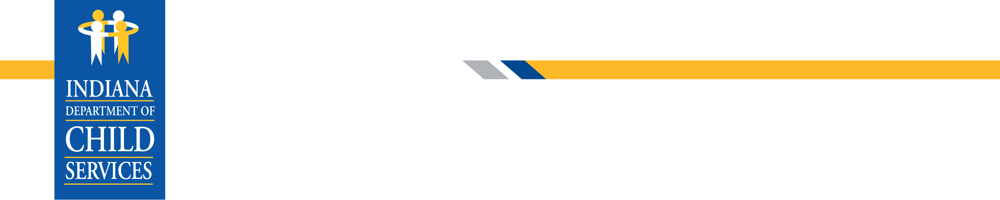 INDIANA
DEPARTMENT OF
CHILD
SERVICES